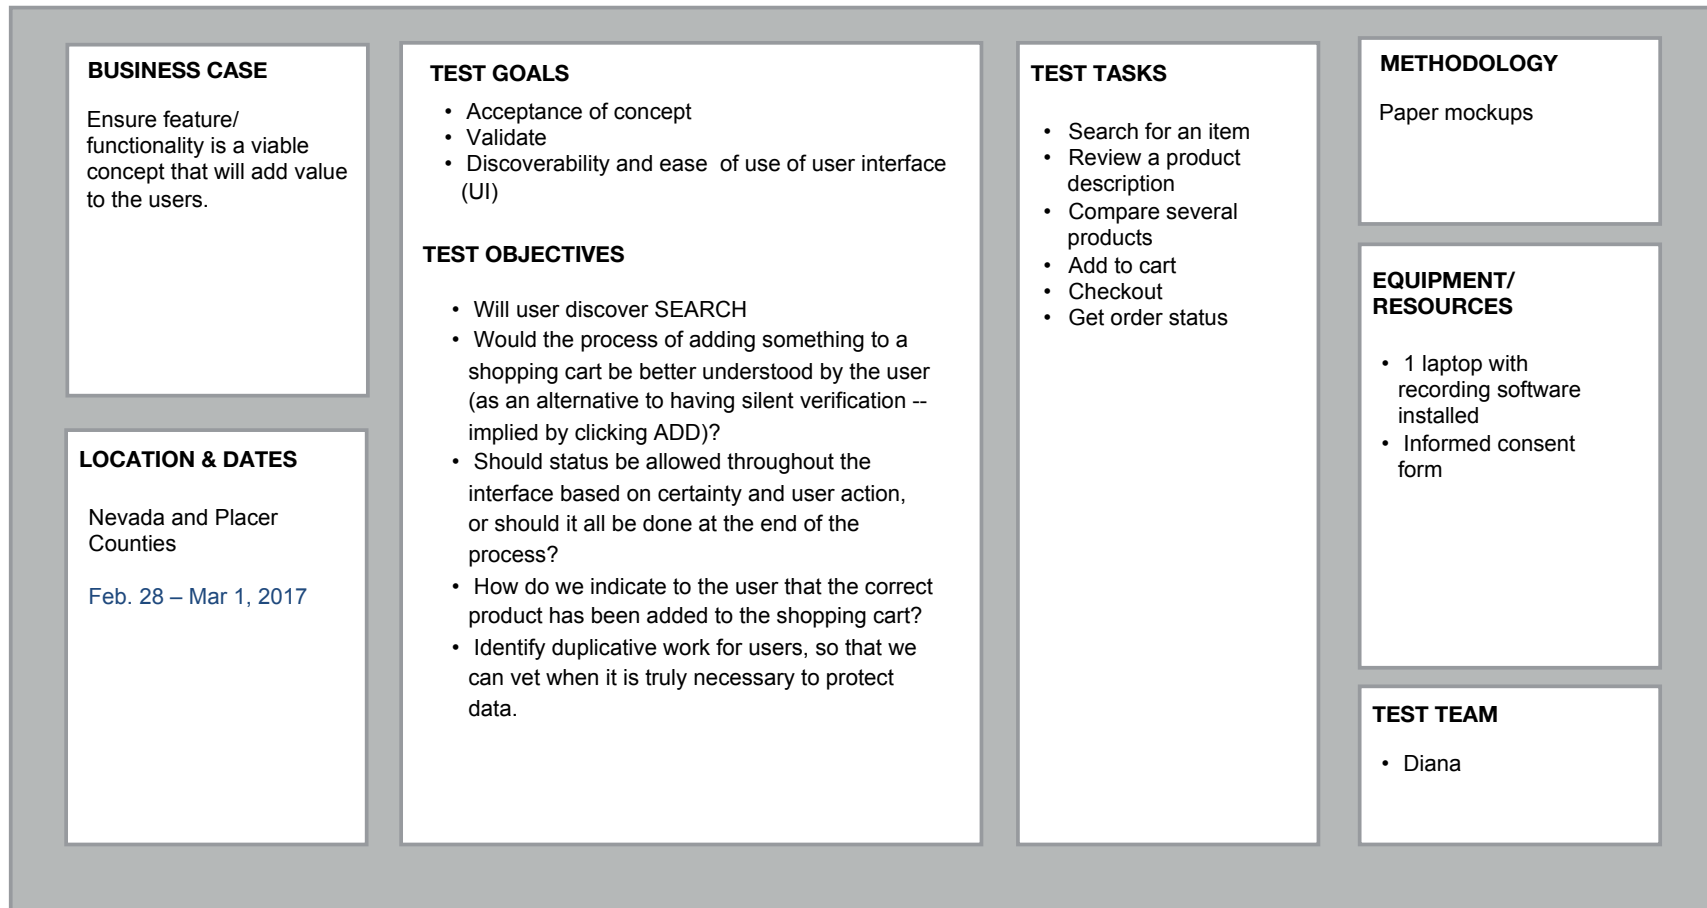 BUSINESS CASE
Ensure feature/
functionality is a viable
concept that will add value
to the users.
LOCATION & DATES
Nevada and Placer
Counties
Feb. 28 – Mar 1, 2017
TEST GOALS
• Acceptance of concept
• Validate
• Discoverability and ease of use of user interface
(UI)
TEST OBJECTIVES
• Will user discover SEARCH
• Would the process of adding something to a
shopping cart be better understood by the user
(as an alternative to having silent verification --
implied by clicking ADD)?
• Should status be allowed throughout the
interface based on certainty and user action,
or should it all be done at the end of the
process?
• How do we indicate to the user that the correct
product has been added to the shopping cart?
• Identify duplicative work for users, so that we
can vet when it is truly necessary to protect
data.
TEST TASKS
• Search for an item
• Review a product
description
• Compare several
products
• Add to cart
• Checkout
• Get order status
METHODOLOGY
Paper mockups
EQUIPMENT/
RESOURCES
• 1 laptop with
recording software
installed
• Informed consent
form
TEST TEAM
• Diana